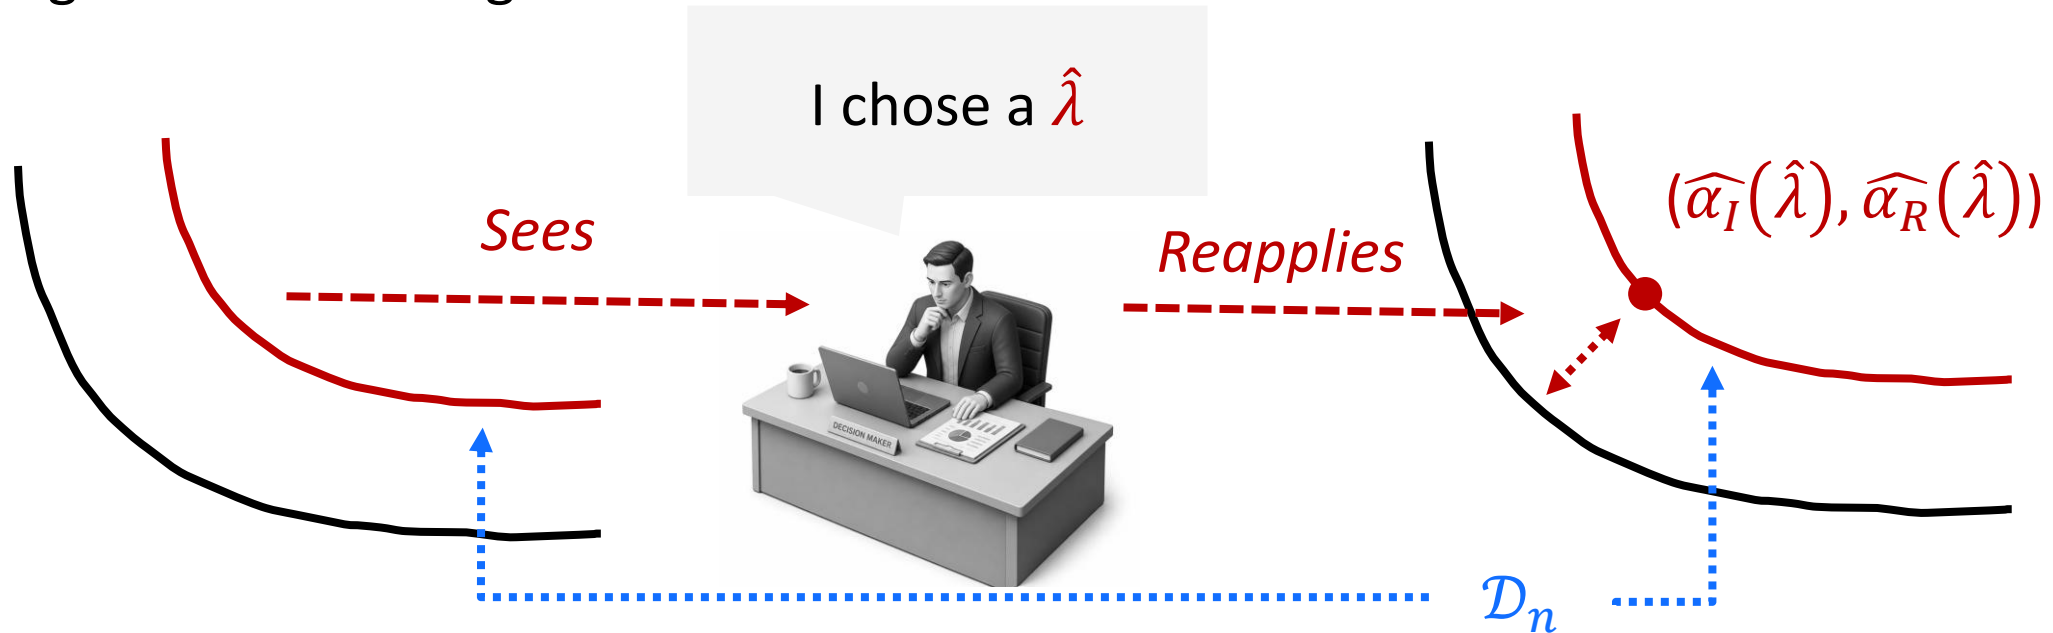 I chose a λ̂
Sees
Reapplies
(α̂_I(λ̂), α̂_R(λ̂))
DECISION MAKER
𝒟_n